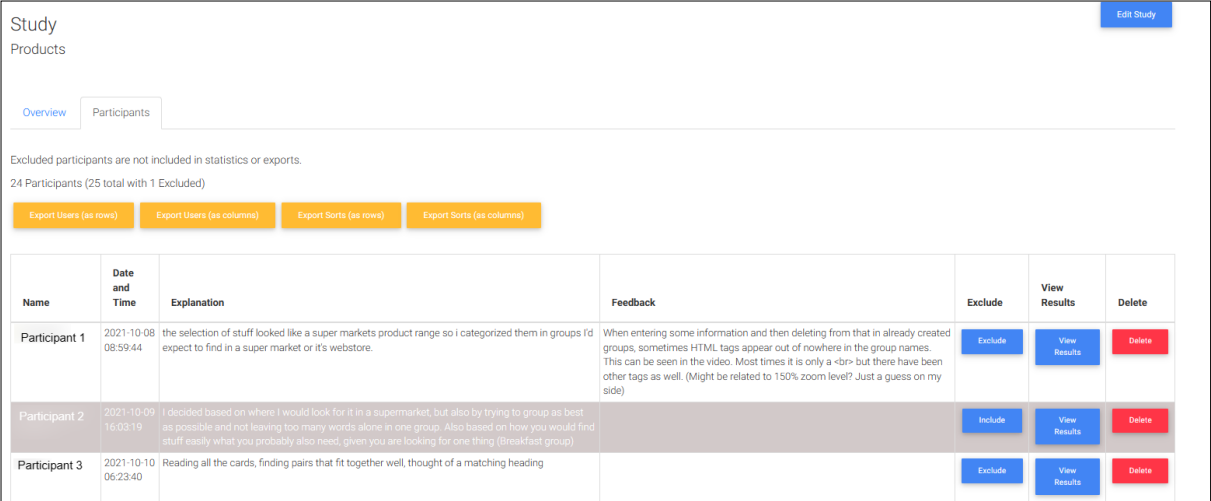 Study
Edit Study
Products
Overview Participants
Excluded participants are not included in statistics or exports.
24 Participants (25 total with 1 Excluded)
Export Users (as rows) Export Users (as columns) Export Sorts (as rows) Export Sorts (as columns)
Date
and View
Name Time Explanation Feedback Exclude Results Delete
Participant 1
2021-10-08
08:59:44
the selection of stuff looked like a super markets product range so i categorized them in groups I'd
expect to find in a super market or it's webstore.
When entering some information and then deleting from that in already created
groups, sometimes HTML tags appear out of nowhere in the group names.
This can be seen in the video. Most times it is only a <br> but there have been
other tags as well. (Might be related to 150% zoom level? Just a guess on my
side)
Exclude
View
Results
Delete
Participant 2
2021-10-09
16:03:19
I decided based on where I would look for it in a supermarket, but also by trying to group as best
as possible and not leaving too many words alone in one group. Also based on how you would find
stuff easily what you probably also need, given you are looking for one thing (Breakfast group)
Include
View
Results
Delete
Participant 3
2021-10-10
06:23:40
Reading all the cards, finding pairs that fit together well, thought of a matching heading
Exclude
View
Results
Delete